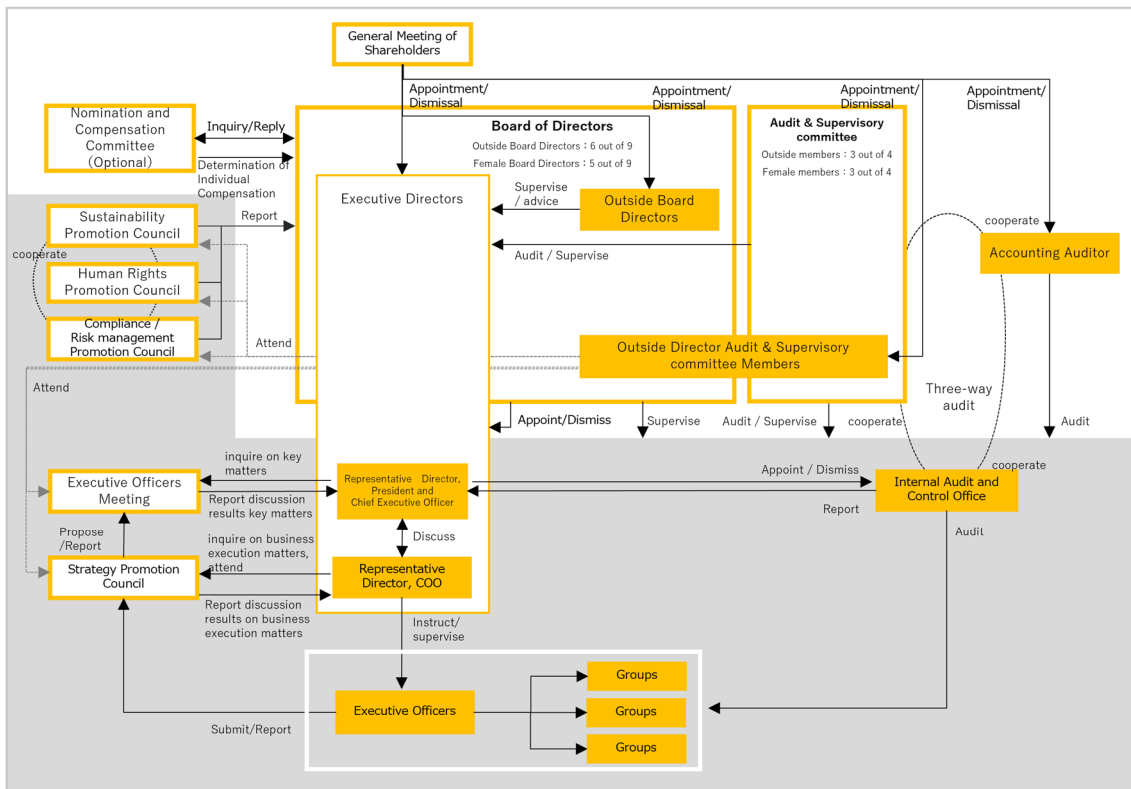 General Meeting of
Shareholders
Appointment/
Dismissal
Appointment/
Dismissal
Appointment/
Dismissal
Appointment/
Dismissal
Nomination and
Compensation
Committee
(Optional)
Inquiry/Reply
Determination of
Individual
Compensation
Board of Directors
Outside Board Directors：6 out of 9
Female Board Directors：5 out of 9
Audit & Supervisory
committee
Outside members：3 out of 4
Female members：3 out of 4
Executive Directors
Supervise
/ advice
Outside Board
Directors
Sustainability
Promotion Council
Report
cooperate
Accounting Auditor
cooperate
Audit / Supervise
Human Rights
Promotion Council
Compliance /
Risk management
Promotion Council
Attend
Outside Director Audit & Supervisory
committee Members
Attend
Three-way
audit
Appoint/Dismiss
Supervise
Audit / Supervise
cooperate
Audit
inquire on key
matters
cooperate
Executive Officers
Meeting
Representative Director,
President and
Chief Executive Officer
Appoint / Dismiss
Internal Audit and
Control Office
Report discussion
results key matters
Report
Propose
/Report
inquire on business
execution matters,
attend
Discuss
Audit
Strategy Promotion
Council
Representative
Director, COO
Report discussion
results on business
execution matters
Instruct/
supervise
Groups
Executive Officers
Groups
Submit/Report
Groups